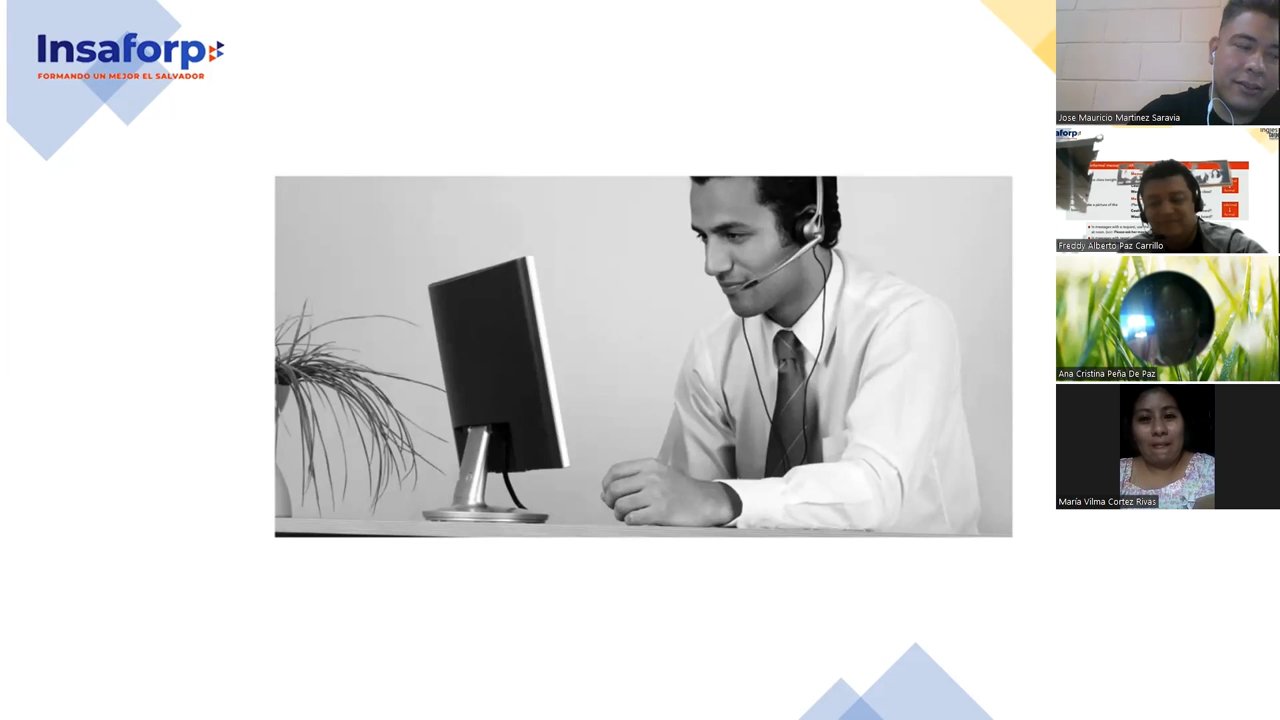 Insaforp
FORMANDO UN MEJOR EL SALVADOR
Jose Mauricio Martinez Saravia
Freddy Alberto Paz Carrillo
Ana Cristina Peña De Paz
María Vilma Cortez Rivas